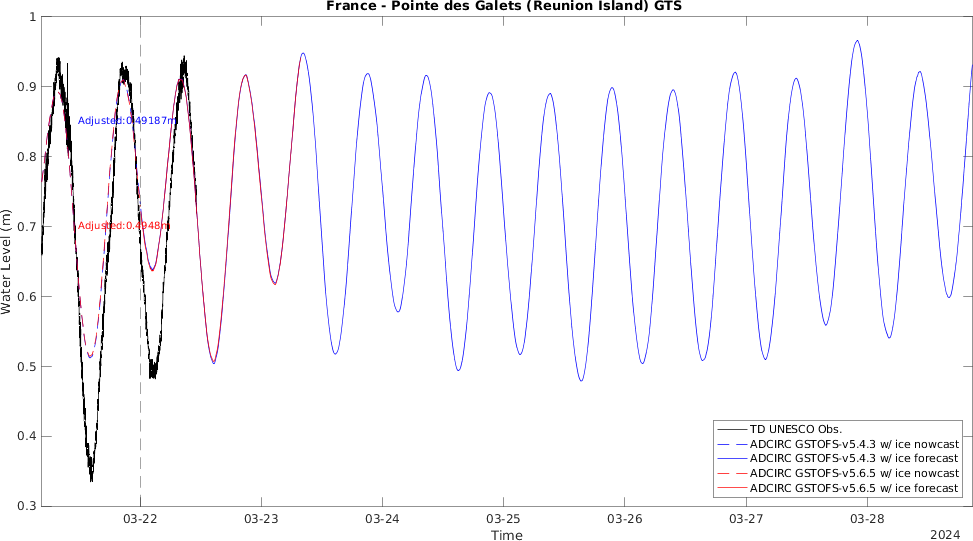 France - Pointe des Galets (Reunion Island) GTS
1
0.9
0.8
0.7
0.6
0.5
0.4
0.3
Water Level (m)
Adjusted:0.49187m
Adjusted:0.4948m
TD UNESCO Obs.
ADCIRC GSTOFS-v5.4.3 w/ ice nowcast
ADCIRC GSTOFS-v5.4.3 w/ ice forecast
ADCIRC GSTOFS-v5.6.5 w/ ice nowcast
ADCIRC GSTOFS-v5.6.5 w/ ice forecast
03-22 03-23 03-24 03-25 03-26 03-27 03-28
Time
2024